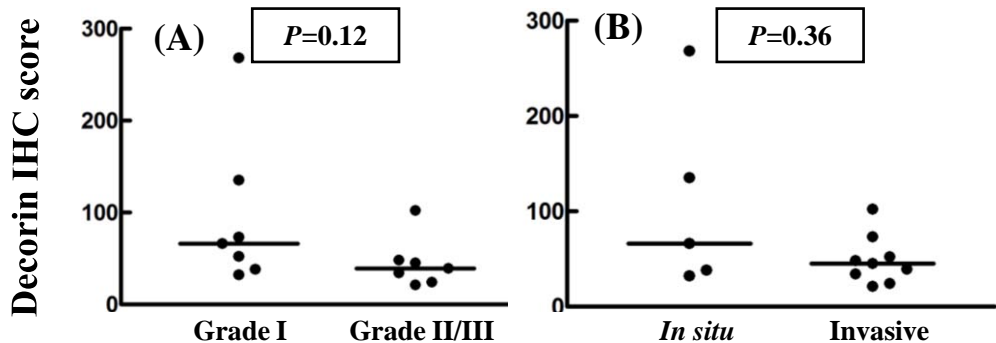 Decorin IHC score
(A)
P=0.12
300
200
100
0
Grade I Grade II/III
(B)
P=0.36
300
200
100
0
In situ Invasive